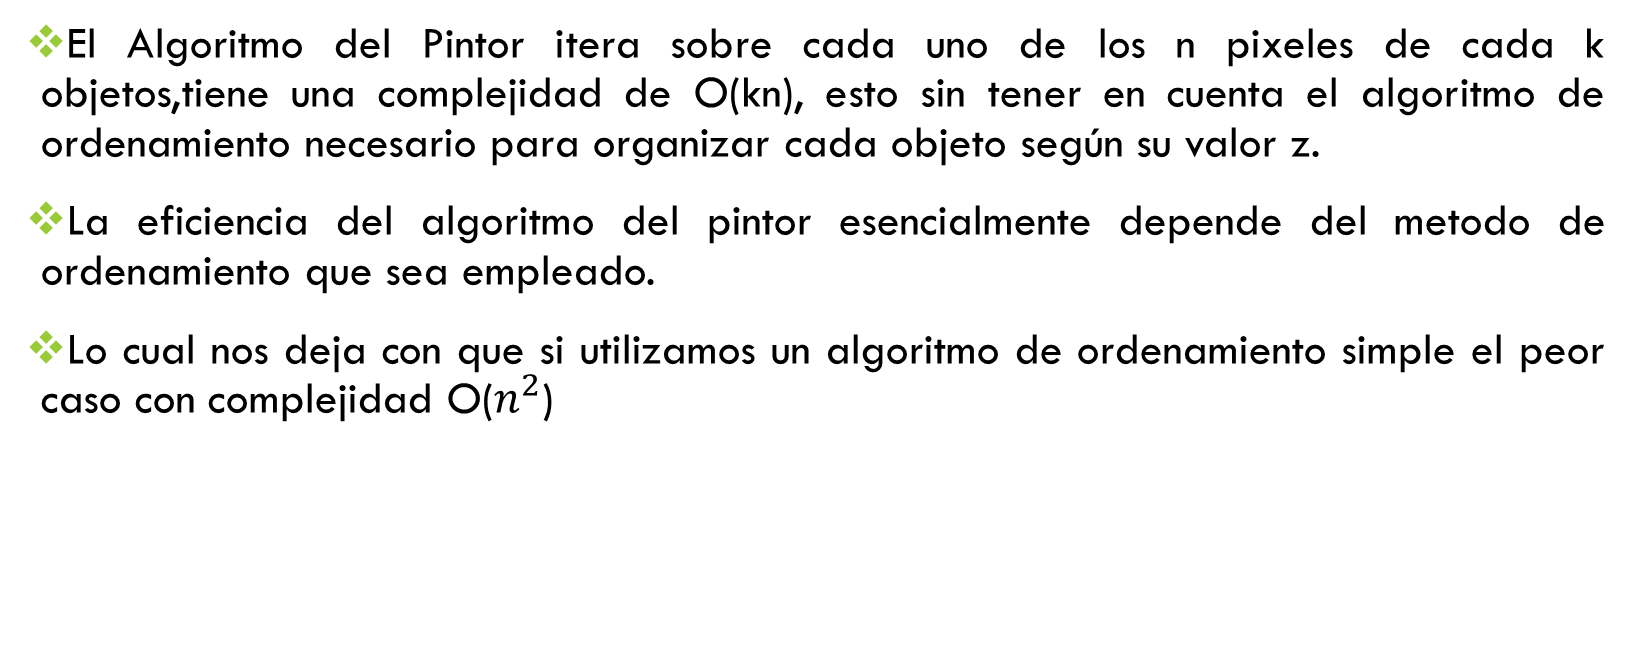 ❖El Algoritmo del Pintor itera sobre cada uno de los n pixeles de cada k
objetos,tiene una complejidad de O(kn), esto sin tener en cuenta el algoritmo de
ordenamiento necesario para organizar cada objeto según su valor z.
❖La eficiencia del algoritmo del pintor esencialmente depende del metodo de
ordenamiento que sea empleado.
❖Lo cual nos deja con que si utilizamos un algoritmo de ordenamiento simple el peor
caso con complejidad O(𝑛²)